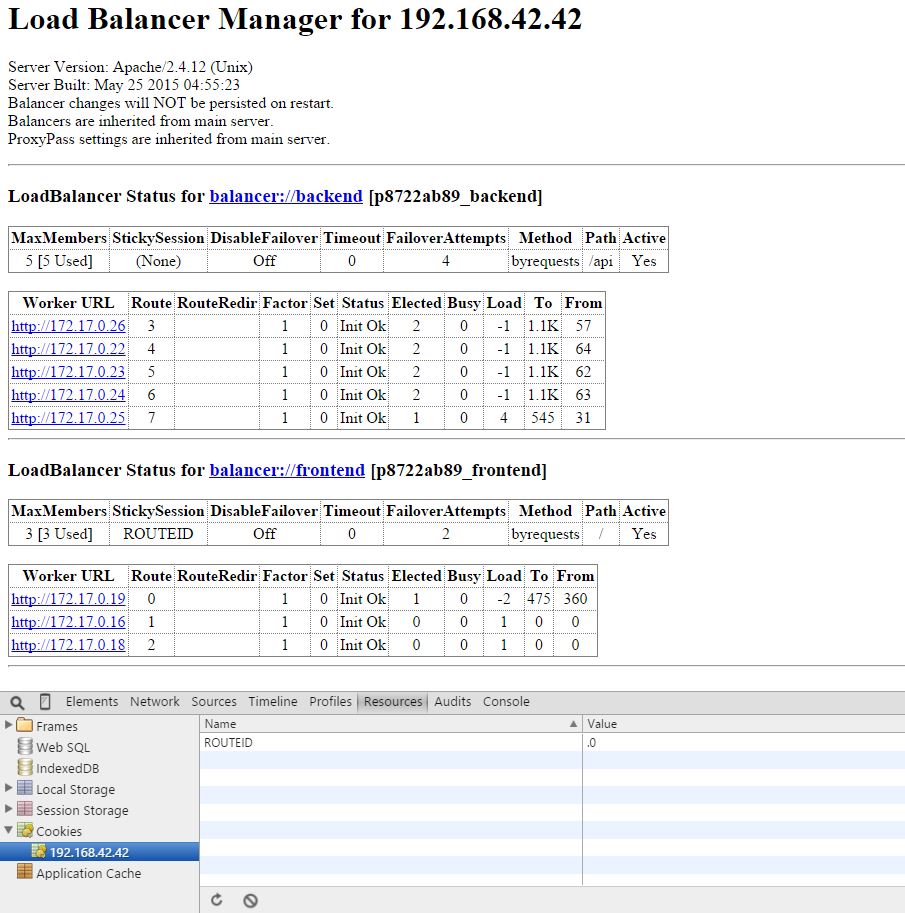 Load Balancer Manager for 192.168.42.42
Server Version: Apache/2.4.12 (Unix)
Server Built: May 25 2015 04:55:23
Balancer changes will NOT be persisted on restart.
Balancers are inherited from main server.
ProxyPass settings are inherited from main server.
LoadBalancer Status for balancer://backend [p8722ab89_backend]
MaxMembers StickySession DisableFailover Timeout FailoverAttempts Method Path Active
5 [5 Used] (None) Off 0 4 byrequests /api Yes
Worker URL Route RouteRedir Factor Set Status Elected Busy Load To From
http://172.17.0.26 3 1 0 Init Ok 2 0 -1 1.1K 57
http://172.17.0.22 4 1 0 Init Ok 2 0 -1 1.1K 64
http://172.17.0.23 5 1 0 Init Ok 2 0 -1 1.1K 62
http://172.17.0.24 6 1 0 Init Ok 2 0 -1 1.1K 63
http://172.17.0.25 7 1 0 Init Ok 1 0 4 545 31
LoadBalancer Status for balancer://frontend [p8722ab89_frontend]
MaxMembers StickySession DisableFailover Timeout FailoverAttempts Method Path Active
3 [3 Used] ROUTEID Off 0 2 byrequests / Yes
Worker URL Route RouteRedir Factor Set Status Elected Busy Load To From
http://172.17.0.19 0 1 0 Init Ok 1 0 -2 475 360
http://172.17.0.16 1 1 0 Init Ok 0 0 1 0 0
http://172.17.0.18 2 1 0 Init Ok 0 0 1 0 0
Elements Network Sources Timeline Profiles Resources Audits Console
Frames
Web SQL
IndexedDB
Local Storage
Session Storage
Cookies
192.168.42.42
Application Cache
Name Value
ROUTEID .0